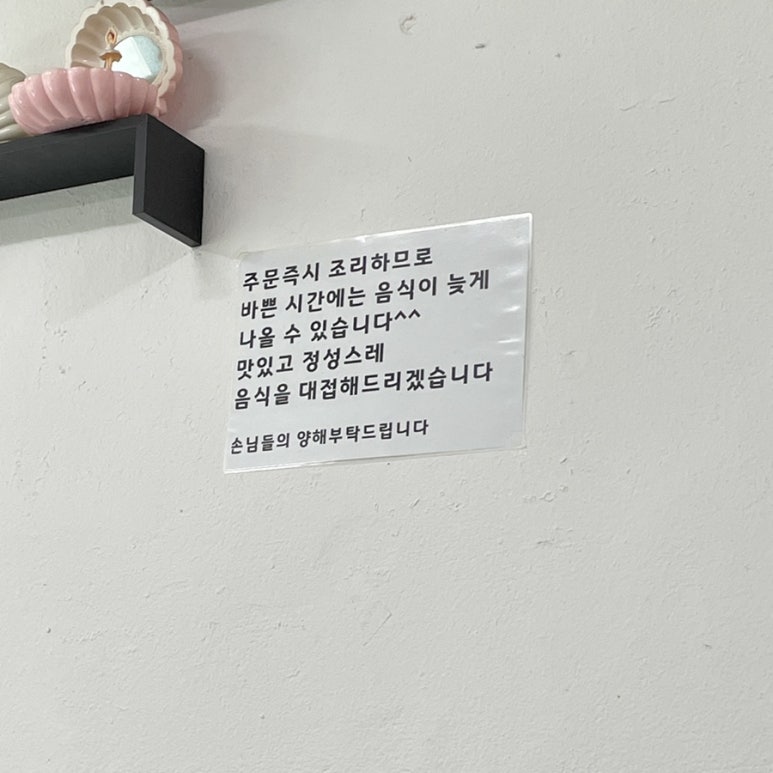 주문즉시 조리하므로
바쁜 시간에는 음식이 늦게
나올 수 있습니다^^
맛있고 정성스레
음식을 대접해드리겠습니다
손님들의 양해부탁드립니다